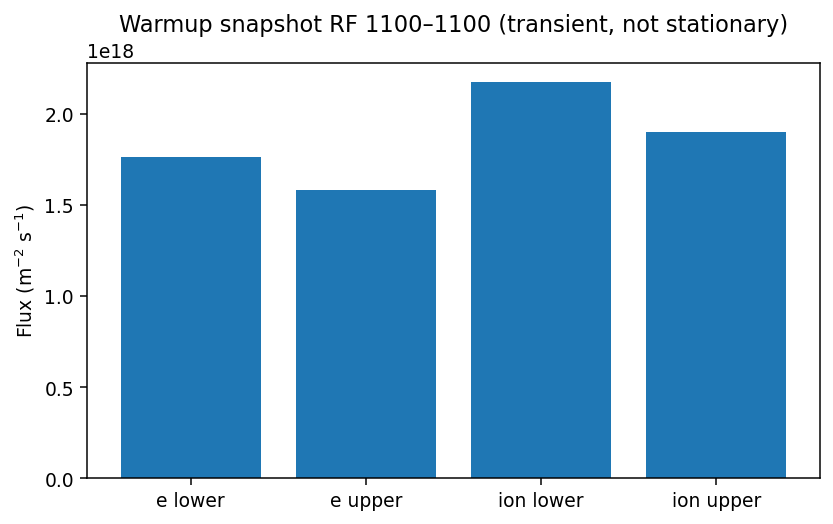 Warmup snapshot RF 1100–1100 (transient, not stationary)
1e18
2.0
1.5
1.0
0.5
0.0
Flux (m⁻² s⁻¹)
e lower e upper ion lower ion upper